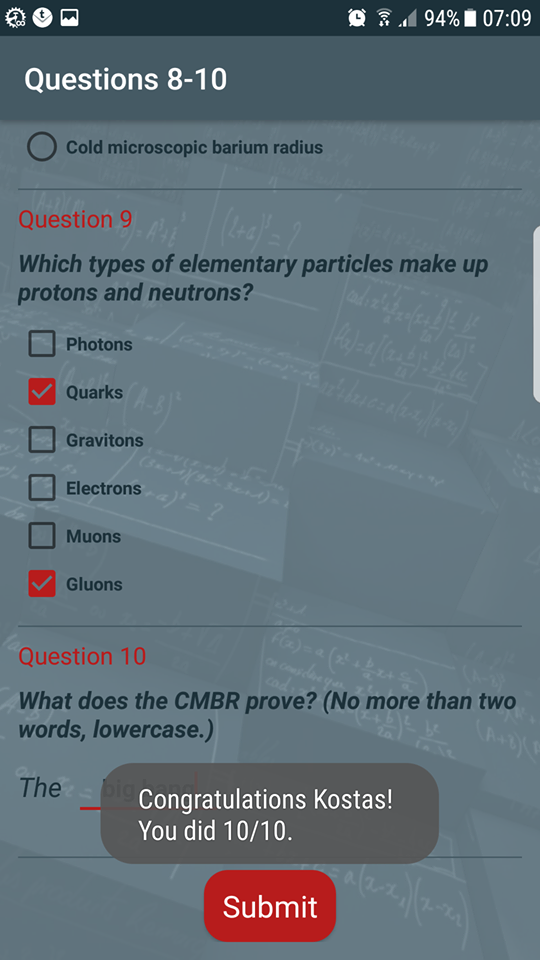 94% 07:09
Questions 8-10
Cold microscopic barium radius
Question 9
Which types of elementary particles make up
protons and neutrons?
Photons
Quarks
Gravitons
Electrons
Muons
Gluons
Question 10
What does the CMBR prove? (No more than two
words, lowercase.)
The big bang
Congratulations Kostas!
You did 10/10.
Submit